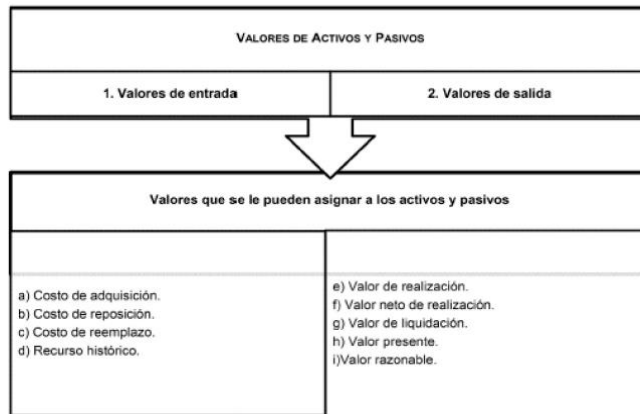 VALORES DE ACTIVOS Y PASIVOS
1. Valores de entrada
2. Valores de salida
Valores que se le pueden asignar a los activos y pasivos
a) Costo de adquisición.
b) Costo de reposición.
c) Costo de reemplazo.
d) Recurso histórico.
e) Valor de realización.
f) Valor neto de realización.
g) Valor de liquidación.
h) Valor presente.
i)Valor razonable.